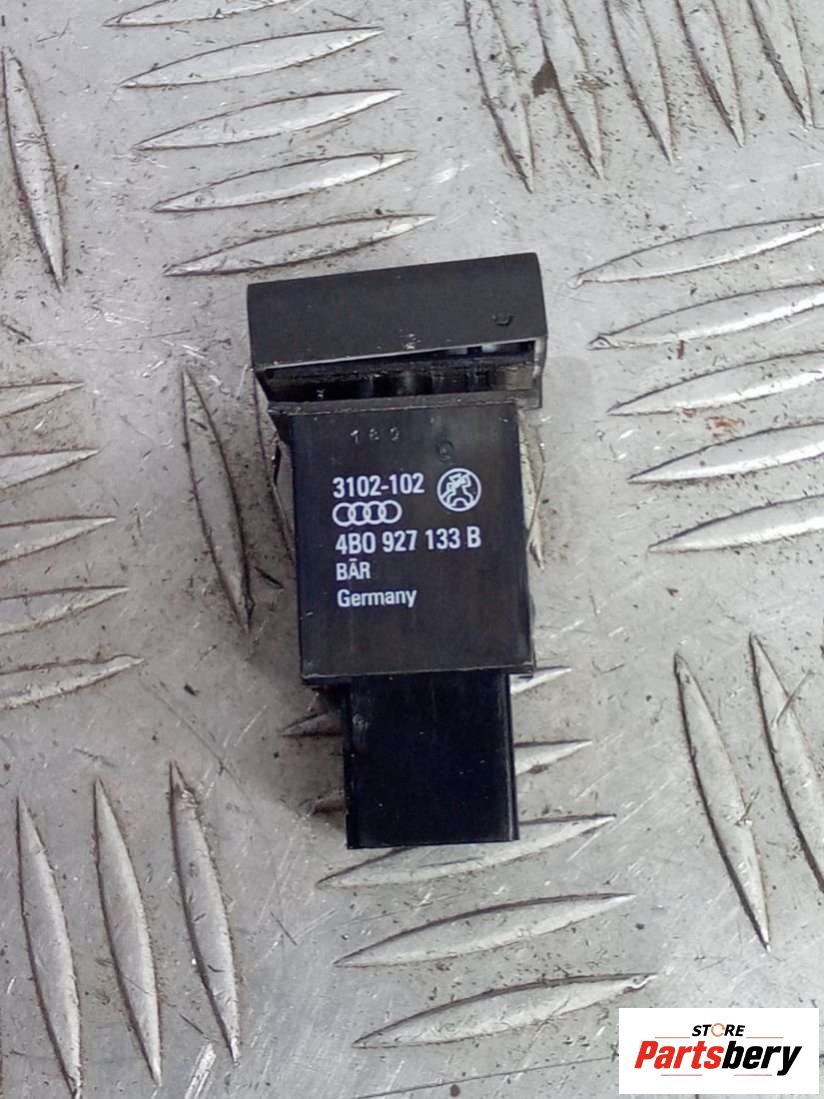 3102-102
4B0 927 133 B
BÄR
Germany
STORE
Partsbery